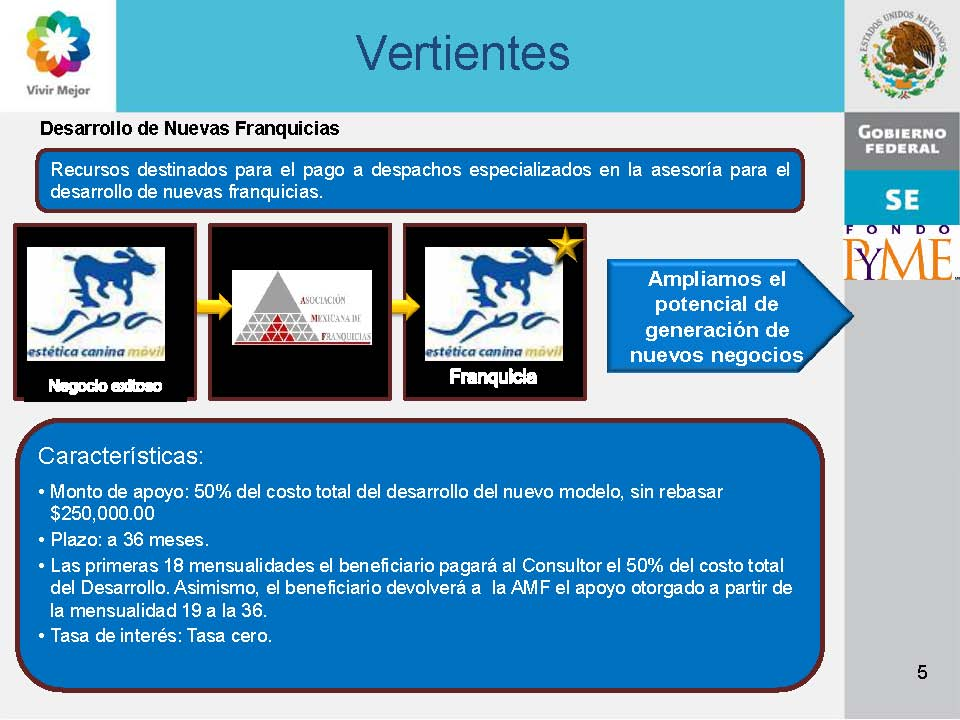 Vertientes
Vivir Mejor
ESTADOS UNIDOS MEXICANOS
GOBIERNO
FEDERAL
SE
FONDO
PYME
Desarrollo de Nuevas Franquicias
Recursos destinados para el pago a despachos especializados en la asesoría para el
desarrollo de nuevas franquicias.
spa
estética canina móvil
Negocio exitoso
ASOCIACIÓN
MEXICANA DE
FRANQUICIAS
spa
estética canina móvil
Franquicia
Ampliamos el
potencial de
generación de
nuevos negocios
Características:
• Monto de apoyo: 50% del costo total del desarrollo del nuevo modelo, sin rebasar
$250,000.00
• Plazo: a 36 meses.
• Las primeras 18 mensualidades el beneficiario pagará al Consultor el 50% del costo total
del Desarrollo. Asimismo, el beneficiario devolverá a la AMF el apoyo otorgado a partir de
la mensualidad 19 a la 36.
• Tasa de interés: Tasa cero.
5